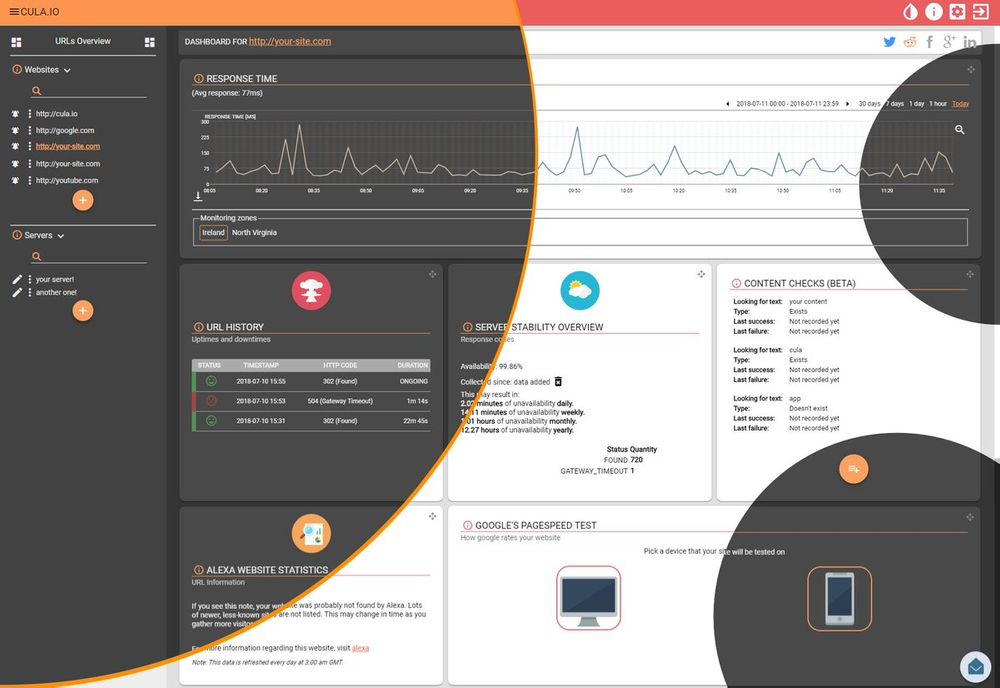 CULA.IO
URLs Overview
Websites
http://cula.io
http://google.com
http://your-site.com
http://your-site.com
http://youtube.com
Servers
your server!
another one!
DASHBOARD FOR http://your-site.com
RESPONSE TIME
(Avg response: 77ms)
2018-07-11 00:00 - 2018-07-11 23:59 30 days 7 days 1 day 1 hour Today
RESPONSE TIME [MS]
300
225
150
75
0
08:05 08:20 08:35 08:50 09:05 09:20 09:35 09:50 10:05 10:20 10:35 10:50 11:05 11:20 11:35
Monitoring zones
Ireland North Virginia
URL HISTORY
Uptimes and downtimes
STATUS TIMESTAMP HTTP CODE DURATION
2018-07-10 15:55 302 (Found) ONGOING
2018-07-10 15:53 504 (Gateway Timeout) 1m 14s
2018-07-10 15:31 302 (Found) 22m 45s
SERVER STABILITY OVERVIEW
Response codes
Availability: 99.86%
Collected since: data added
This may result in:
minutes of unavailability daily.
minutes of unavailability weekly.
hours of unavailability monthly.
12.27 hours of unavailability yearly.
Status Quantity
FOUND 720
GATEWAY_TIMEOUT 1
CONTENT CHECKS (BETA)
Looking for text: your content
Type: Exists
Last success: Not recorded yet
Last failure: Not recorded yet
Looking for text: cula
Type: Exists
Last success: Not recorded yet
Last failure: Not recorded yet
Looking for text: app
Type: Doesn't exist
Last success: Not recorded yet
Last failure: Not recorded yet
ALEXA WEBSITE STATISTICS
URL Information
If you see this note, your website was probably not found by Alexa. Lots
of newer, less-known sites are not listed. This may change in time as you
gather more visitors.
For more information regarding this website, visit alexa
Note: This data is refreshed every day at 3:00 am GMT.
GOOGLE'S PAGESPEED TEST
How google rates your website
Pick a device that your site will be tested on